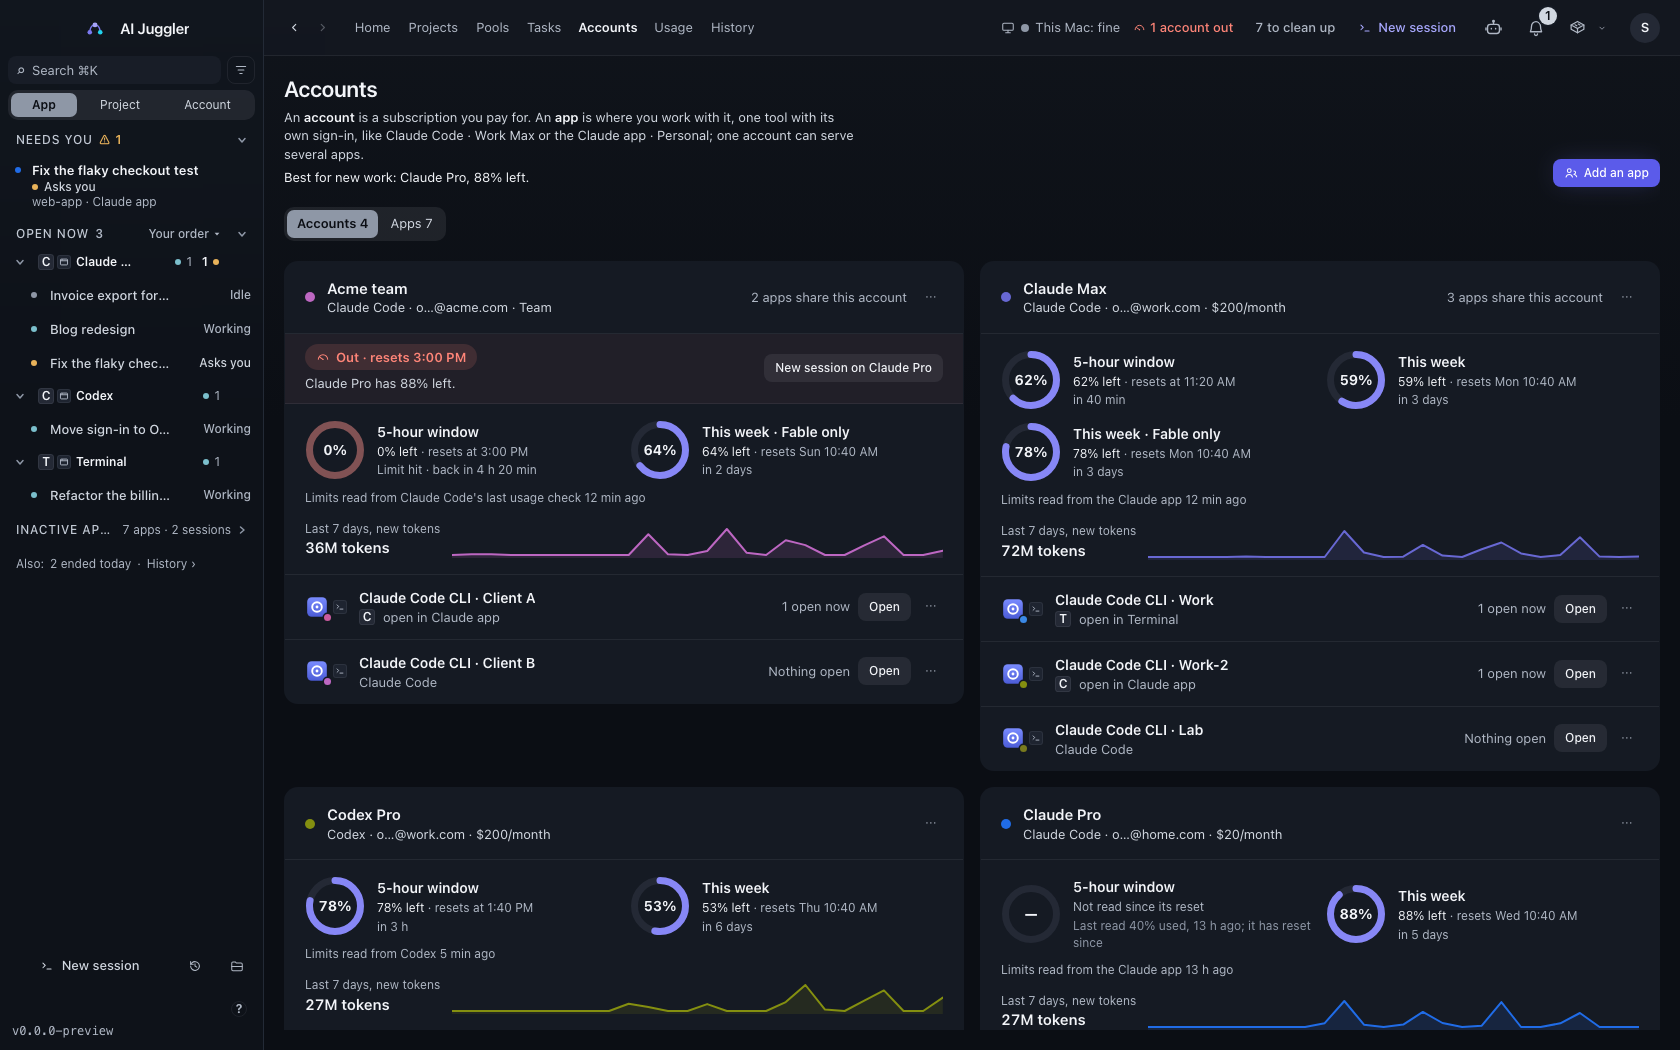 AI Juggler
Search ⌘K
App Project Account
NEEDS YOU 1
Fix the flaky checkout test
Asks you
web-app · Claude app
OPEN NOW 3 Your order
C Claude ... 1 1
Invoice export for... Idle
Blog redesign Working
Fix the flaky chec... Asks you
C Codex 1
Move sign-in to O... Working
T Terminal 1
Refactor the billin... Working
INACTIVE AP... 7 apps · 2 sessions
Also: 2 ended today · History ›
New session
?
v0.0.0-preview
Home Projects Pools Tasks Accounts Usage History
This Mac: fine 1 account out 7 to clean up New session 1 S
Accounts
An account is a subscription you pay for. An app is where you work with it, one tool with its
own sign-in, like Claude Code · Work Max or the Claude app · Personal; one account can serve
several apps.
Best for new work: Claude Pro, 88% left.
Add an app
Accounts 4 Apps 7
Acme team
Claude Code · o...@acme.com · Team
2 apps share this account ...
Out · resets 3:00 PM
Claude Pro has 88% left.
New session on Claude Pro
0%
5-hour window
0% left · resets at 3:00 PM
Limit hit · back in 4 h 20 min
64%
This week · Fable only
64% left · resets Sun 10:40 AM
in 2 days
Limits read from Claude Code's last usage check 12 min ago
Last 7 days, new tokens
36M tokens
Claude Code CLI · Client A
C open in Claude app
1 open now Open ...
Claude Code CLI · Client B
Claude Code
Nothing open Open ...
Claude Max
Claude Code · o...@work.com · $200/month
3 apps share this account ...
62%
5-hour window
62% left · resets at 11:20 AM
in 40 min
59%
This week
59% left · resets Mon 10:40 AM
in 3 days
78%
This week · Fable only
78% left · resets Mon 10:40 AM
in 3 days
Limits read from the Claude app 12 min ago
Last 7 days, new tokens
72M tokens
Claude Code CLI · Work
T open in Terminal
1 open now Open ...
Claude Code CLI · Work-2
C open in Claude app
1 open now Open ...
Claude Code CLI · Lab
Claude Code
Nothing open Open ...
Codex Pro
Codex · o...@work.com · $200/month
...
78%
5-hour window
78% left · resets at 1:40 PM
in 3 h
53%
This week
53% left · resets Thu 10:40 AM
in 6 days
Limits read from Codex 5 min ago
Last 7 days, new tokens
27M tokens
Claude Pro
Claude Code · o...@home.com · $20/month
...
–
5-hour window
Not read since its reset
Last read 40% used, 13 h ago; it has reset
since
88%
This week
88% left · resets Wed 10:40 AM
in 5 days
Limits read from the Claude app 13 h ago
Last 7 days, new tokens
27M tokens